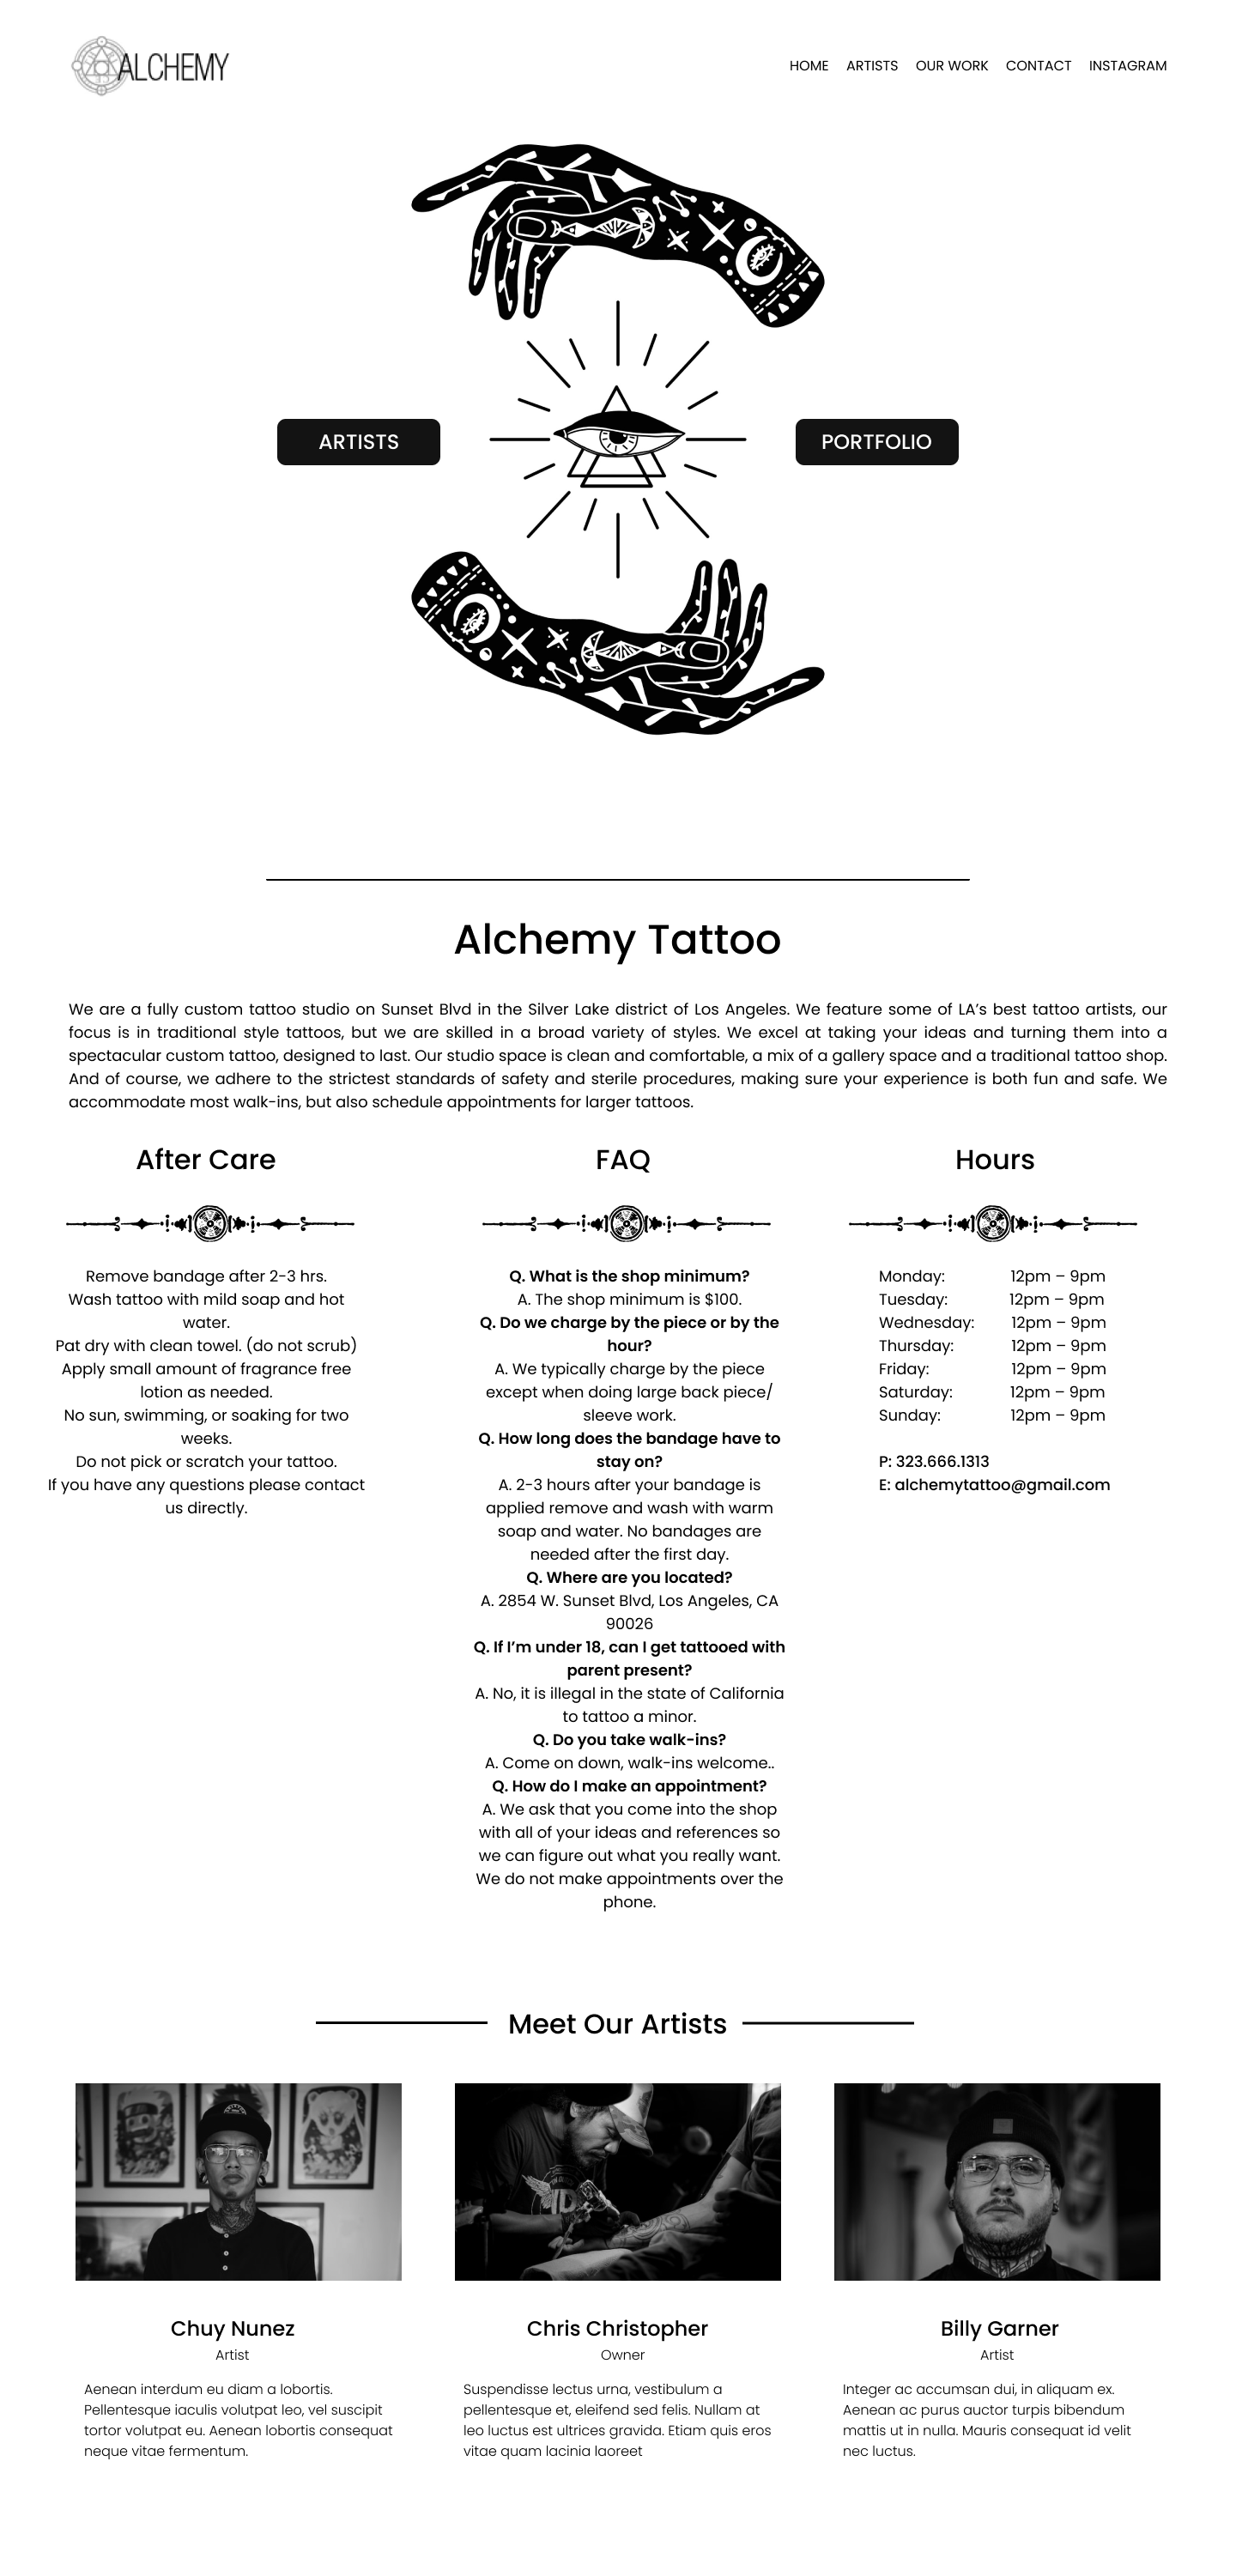 ALCHEMY
HOME ARTISTS OUR WORK CONTACT INSTAGRAM
ARTISTS
PORTFOLIO
Alchemy Tattoo
We are a fully custom tattoo studio on Sunset Blvd in the Silver Lake district of Los Angeles. We feature some of LA’s best tattoo artists, our
focus is in traditional style tattoos, but we are skilled in a broad variety of styles. We excel at taking your ideas and turning them into a
spectacular custom tattoo, designed to last. Our studio space is clean and comfortable, a mix of a gallery space and a traditional tattoo shop.
And of course, we adhere to the strictest standards of safety and sterile procedures, making sure your experience is both fun and safe. We
accommodate most walk-ins, but also schedule appointments for larger tattoos.
After Care
Remove bandage after 2-3 hrs.
Wash tattoo with mild soap and hot
water.
Pat dry with clean towel. (do not scrub)
Apply small amount of fragrance free
lotion as needed.
No sun, swimming, or soaking for two
weeks.
Do not pick or scratch your tattoo.
If you have any questions please contact
us directly.
FAQ
Q. What is the shop minimum?
A. The shop minimum is $100.
Q. Do we charge by the piece or by the
hour?
A. We typically charge by the piece
except when doing large back piece/
sleeve work.
Q. How long does the bandage have to
stay on?
A. 2-3 hours after your bandage is
applied remove and wash with warm
soap and water. No bandages are
needed after the first day.
Q. Where are you located?
A. 2854 W. Sunset Blvd, Los Angeles, CA
90026
Q. If I’m under 18, can I get tattooed with
parent present?
A. No, it is illegal in the state of California
to tattoo a minor.
Q. Do you take walk-ins?
A. Come on down, walk-ins welcome..
Q. How do I make an appointment?
A. We ask that you come into the shop
with all of your ideas and references so
we can figure out what you really want.
We do not make appointments over the
phone.
Hours
Monday: 12pm – 9pm
Tuesday: 12pm – 9pm
Wednesday: 12pm – 9pm
Thursday: 12pm – 9pm
Friday: 12pm – 9pm
Saturday: 12pm – 9pm
Sunday: 12pm – 9pm
P: 323.666.1313
E: alchemytattoo@gmail.com
Meet Our Artists
Chuy Nunez
Artist
Aenean interdum eu diam a lobortis.
Pellentesque iaculis volutpat leo, vel suscipit
tortor volutpat eu. Aenean lobortis consequat
neque vitae fermentum.
Chris Christopher
Owner
Suspendisse lectus urna, vestibulum a
pellentesque et, eleifend sed felis. Nullam at
leo luctus est ultrices gravida. Etiam quis eros
vitae quam lacinia laoreet
Billy Garner
Artist
Integer ac accumsan dui, in aliquam ex.
Aenean ac purus auctor turpis bibendum
mattis ut in nulla. Mauris consequat id velit
nec luctus.